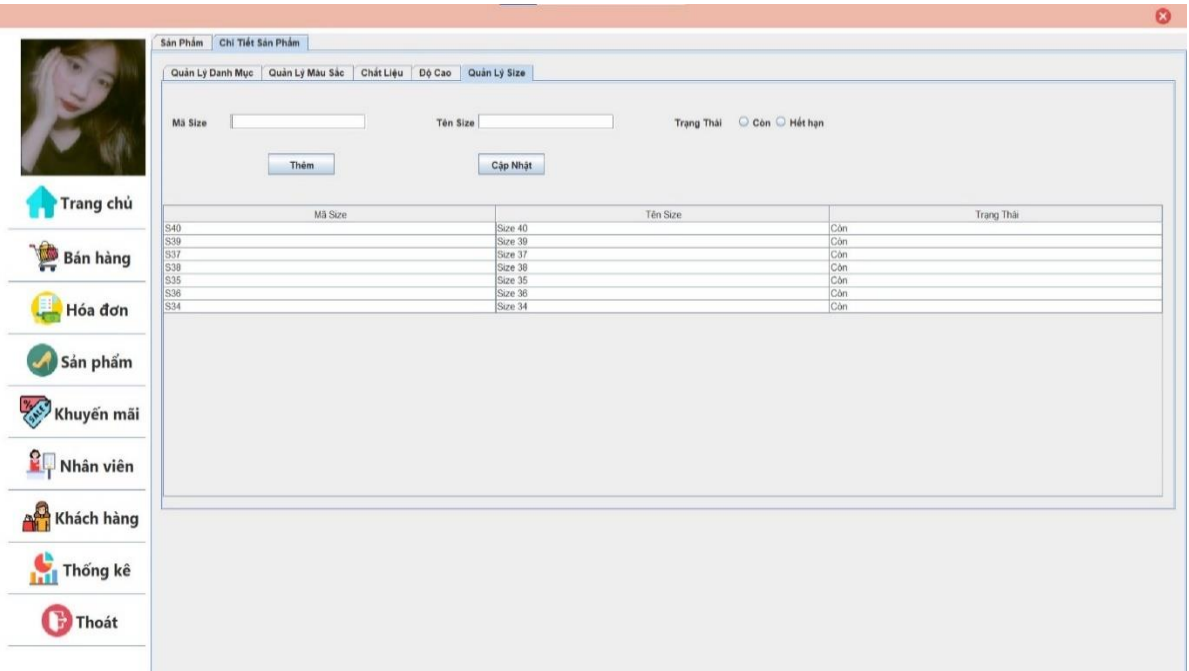 Sản Phẩm Chi Tiết Sản Phẩm
Quản Lý Danh Mục Quản Lý Màu Sắc Chất Liệu Độ Cao Quản Lý Size
Mã Size Tên Size Trạng Thái Còn Hết hạn
Thêm Cập Nhật
Mã Size Tên Size Trạng Thái
S40 Size 40 Còn
S39 Size 39 Còn
S37 Size 37 Còn
S38 Size 38 Còn
S35 Size 35 Còn
S36 Size 36 Còn
S34 Size 34 Còn
Trang chủ
Bán hàng
Hóa đơn
Sản phẩm
Khuyến mãi
Nhân viên
Khách hàng
Thống kê
Thoát